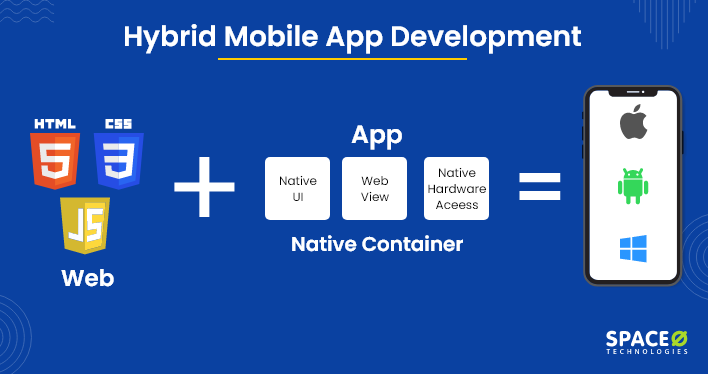 Hybrid Mobile App Development
HTML
CSS
5
3
JS
Web
App
Native
UI
Web
View
Native
Hardware
Aceess
Native Container
SPACEO
TECHNOLOGIES